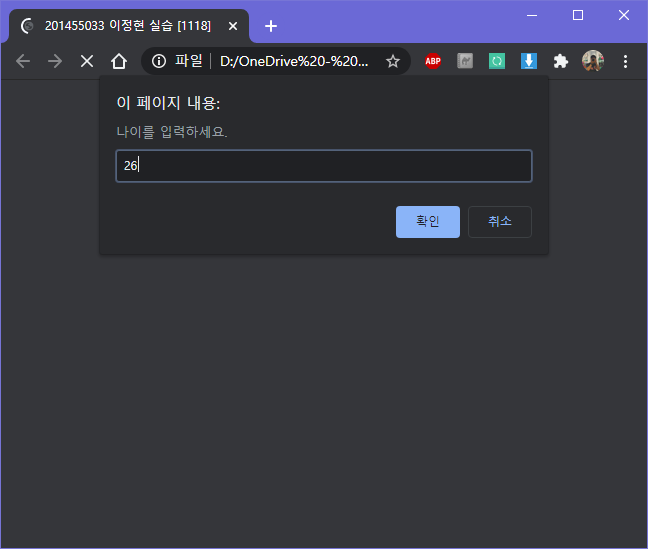 201455033 이정현 실습 [1118]
파일 D:/OneDrive%20-%20...
ABP
이 페이지 내용:
나이를 입력하세요.
26
확인 취소